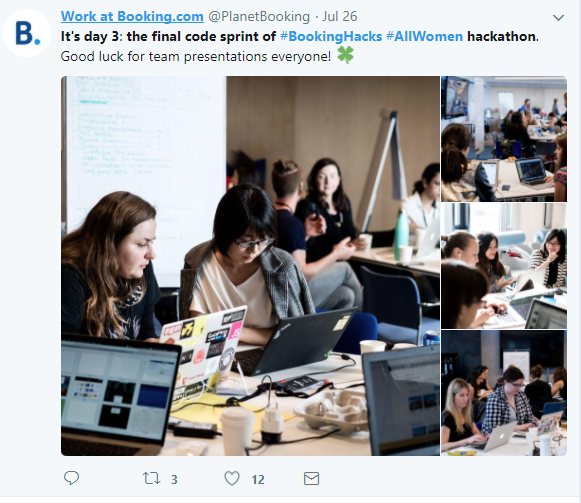 Work at Booking.com @PlanetBooking · Jul 26
B.
It's day 3: the final code sprint of #BookingHacks #AllWomen hackathon.
Good luck for team presentations everyone! 🍀
GoPro
3 12